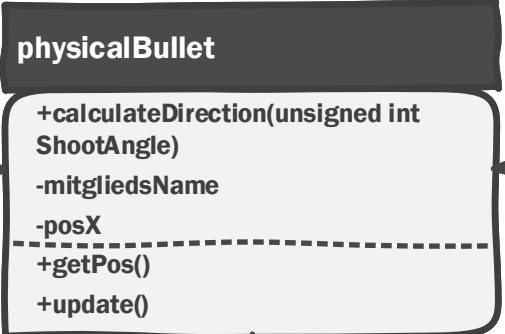 physicalBullet
+calculateDirection(unsigned int
ShootAngle)
-mitgliedsName
-posX
+getPos()
+update()